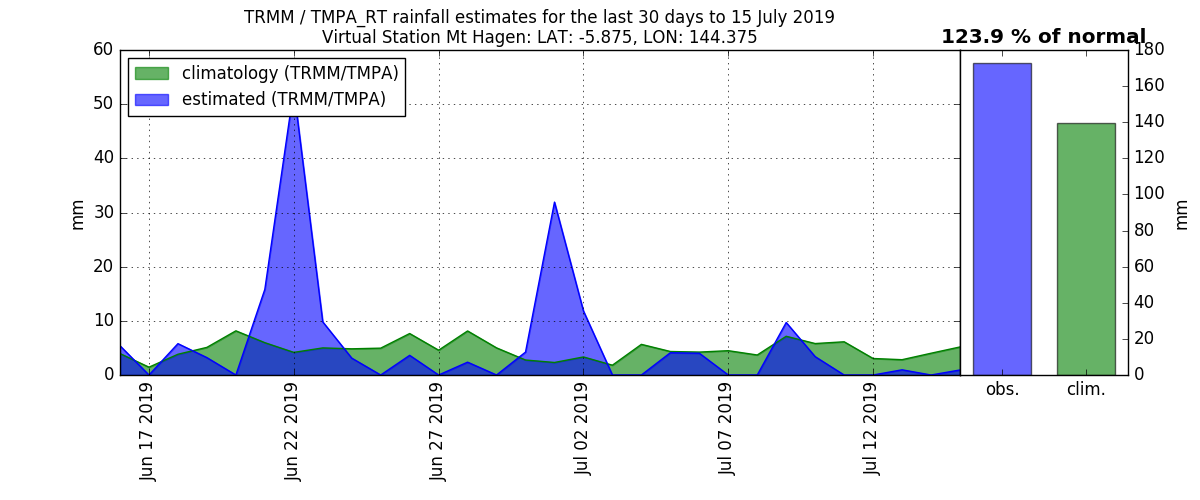 TRMM / TMPA_RT rainfall estimates for the last 30 days to 15 July 2019
Virtual Station Mt Hagen: LAT: -5.875, LON: 144.375
123.9 % of normal
climatology (TRMM/TMPA)
estimated (TRMM/TMPA)
mm
60
50
40
30
20
10
0
Jun 17 2019
Jun 22 2019
Jun 27 2019
Jul 02 2019
Jul 07 2019
Jul 12 2019
obs.
clim.
180
160
140
120
100
80
60
40
20
0
mm